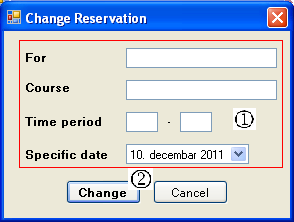 Change Reservation
For
Course
Time period - ①
Specific date 10. decembar 2011
②
Change Cancel